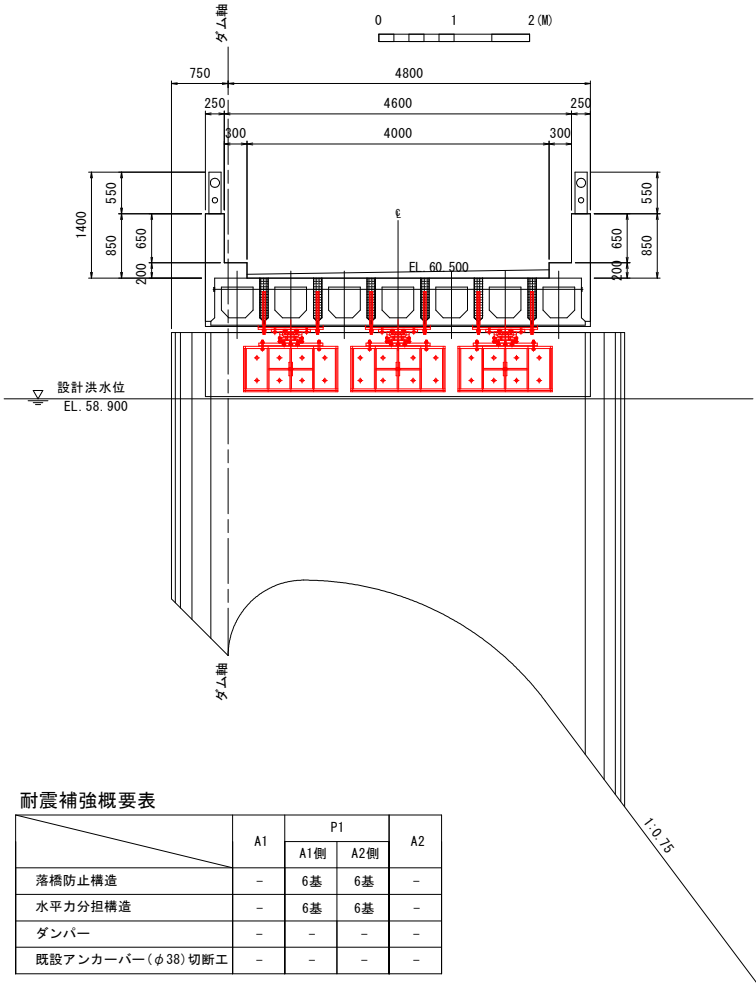 ダム軸
0 1 2(M)
750 4800
250 4600 250
300 4000 300
1400 550 850 650 200
550 650 850 200
℄
EL.60.500
設計洪水位
EL.58.900
ダム軸
1:0.75
耐震補強概要表
A1 P1 A2
A1側 A2側
落橋防止構造 - 6基 6基 -
水平力分担構造 - 6基 6基 -
ダンパー - - - -
既設アンカーバー(φ38)切断工 - - - -